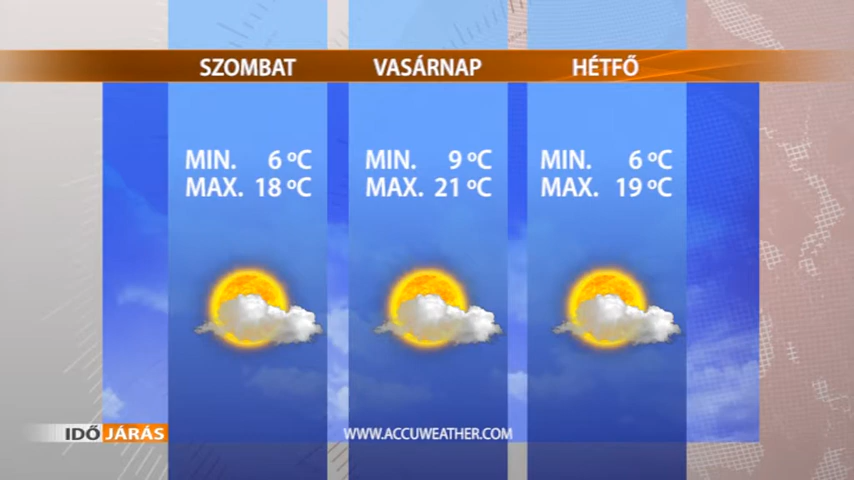 SZOMBAT
VASÁRNAP
HÉTFŐ
MIN. 6 ºC
MAX. 18 ºC
MIN. 9 ºC
MAX. 21 ºC
MIN. 6 ºC
MAX. 19 ºC
IDŐJÁRÁS
WWW.ACCUWEATHER.COM